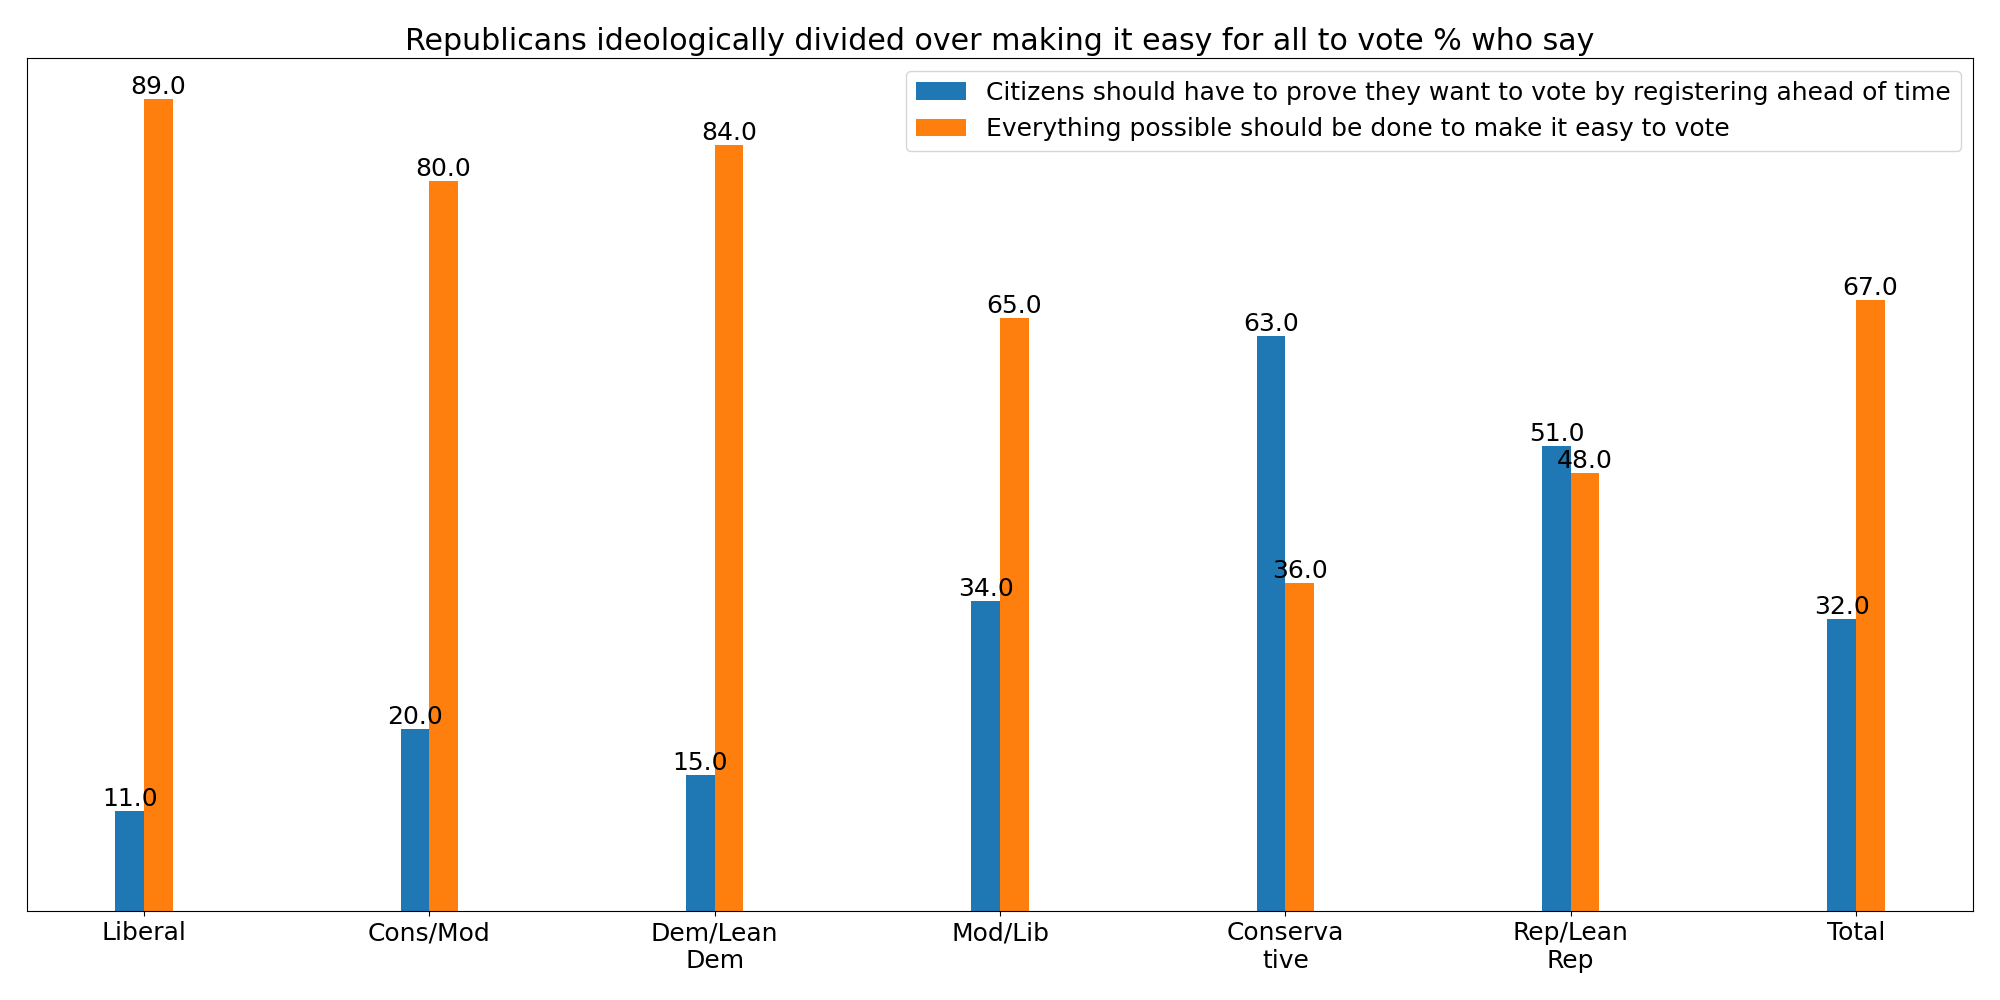 Republicans ideologically divided over making it easy for all to vote % who say
Citizens should have to prove they want to vote by registering ahead of time
Everything possible should be done to make it easy to vote
89.0
80.0
84.0
65.0
63.0
51.0
48.0
67.0
36.0
34.0
32.0
20.0
15.0
11.0
Liberal
Cons/Mod
Dem/Lean
Dem
Mod/Lib
Conserva
tive
Rep/Lean
Rep
Total